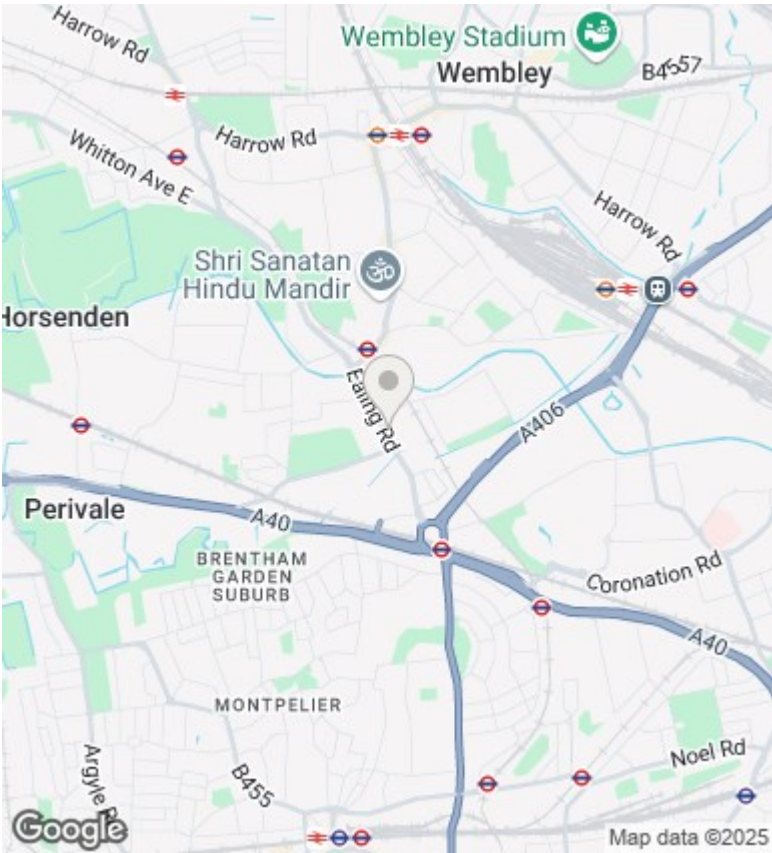 Harrow Rd
Wembley Stadium
Wembley
B4557
Harrow Rd
Whitton Ave E
Harrow Rd
Shri Sanatan
Hindu Mandir
Horsenden
Ealing Rd
A406
Perivale
A40
BRENTHAM
GARDEN
SUBURB
Coronation Rd
A40
MONTPELIER
Noel Rd
Argyle Rd
B455
Google
Map data ©2025